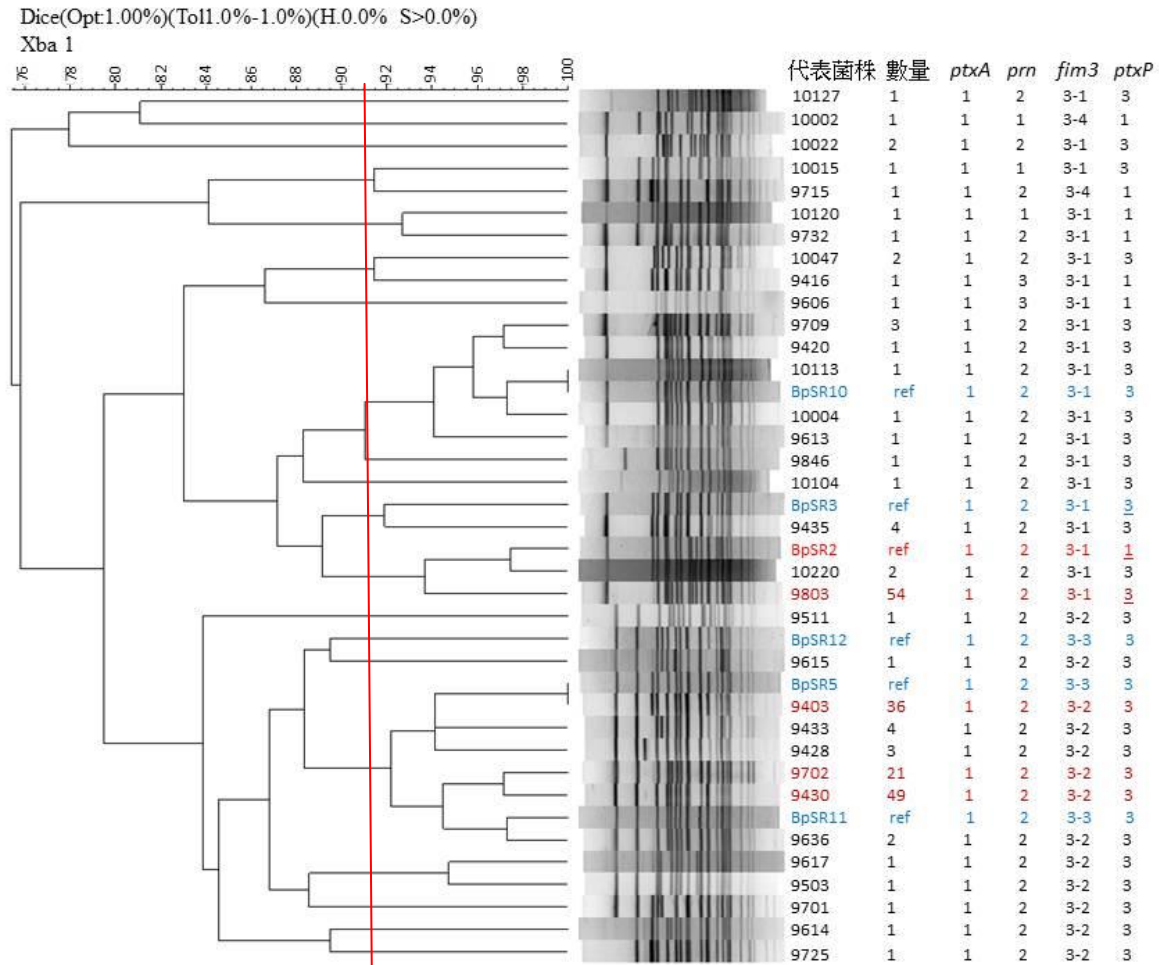 Dice(Opt:1.00%)(Tol1.0%-1.0%)(H.0.0% S>0.0%)
Xba 1
76 78 80 82 84 86 88 90 92 94 96 98 100
代表菌株 數量 ptxA prn fim3 ptxP
10127 1 1 2 3-1 3
10002 1 1 1 3-4 1
10022 2 1 2 3-1 3
10015 1 1 1 3-1 3
9715 1 1 2 3-4 1
10120 1 1 1 3-1 1
9732 1 1 2 3-1 1
10047 2 1 2 3-1 3
9416 1 1 3 3-1 1
9606 1 1 3 3-1 1
9709 3 1 2 3-1 3
9420 1 1 2 3-1 3
10113 1 1 2 3-1 3
BpSR10 ref 1 2 3-1 3
10004 1 1 2 3-1 3
9613 1 1 2 3-1 3
9846 1 1 2 3-1 3
10104 1 1 2 3-1 3
BpSR3 ref 1 2 3-1 3
9435 4 1 2 3-1 3
BpSR2 ref 1 2 3-1 1
10220 2 1 2 3-1 3
9803 54 1 2 3-1 3
9511 1 1 2 3-2 3
BpSR12 ref 1 2 3-3 3
9615 1 1 2 3-2 3
BpSR5 ref 1 2 3-3 3
9403 36 1 2 3-2 3
9433 4 1 2 3-2 3
9428 3 1 2 3-2 3
9702 21 1 2 3-2 3
9430 49 1 2 3-2 3
BpSR11 ref 1 2 3-3 3
9636 2 1 2 3-2 3
9617 1 1 2 3-2 3
9503 1 1 2 3-2 3
9701 1 1 2 3-2 3
9614 1 1 2 3-2 3
9725 1 1 2 3-2 3